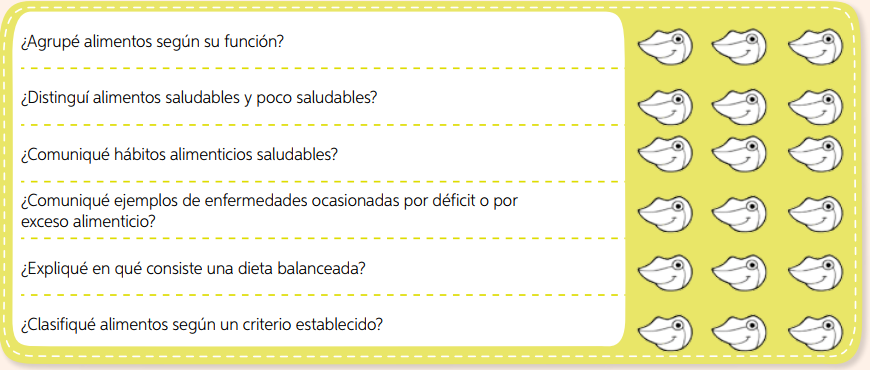 ¿Agrupé alimentos según su función?
¿Distinguí alimentos saludables y poco saludables?
¿Comuniqué hábitos alimenticios saludables?
¿Comuniqué ejemplos de enfermedades ocasionadas por déficit o por
exceso alimenticio?
¿Expliqué en qué consiste una dieta balanceada?
¿Clasifiqué alimentos según un criterio establecido?